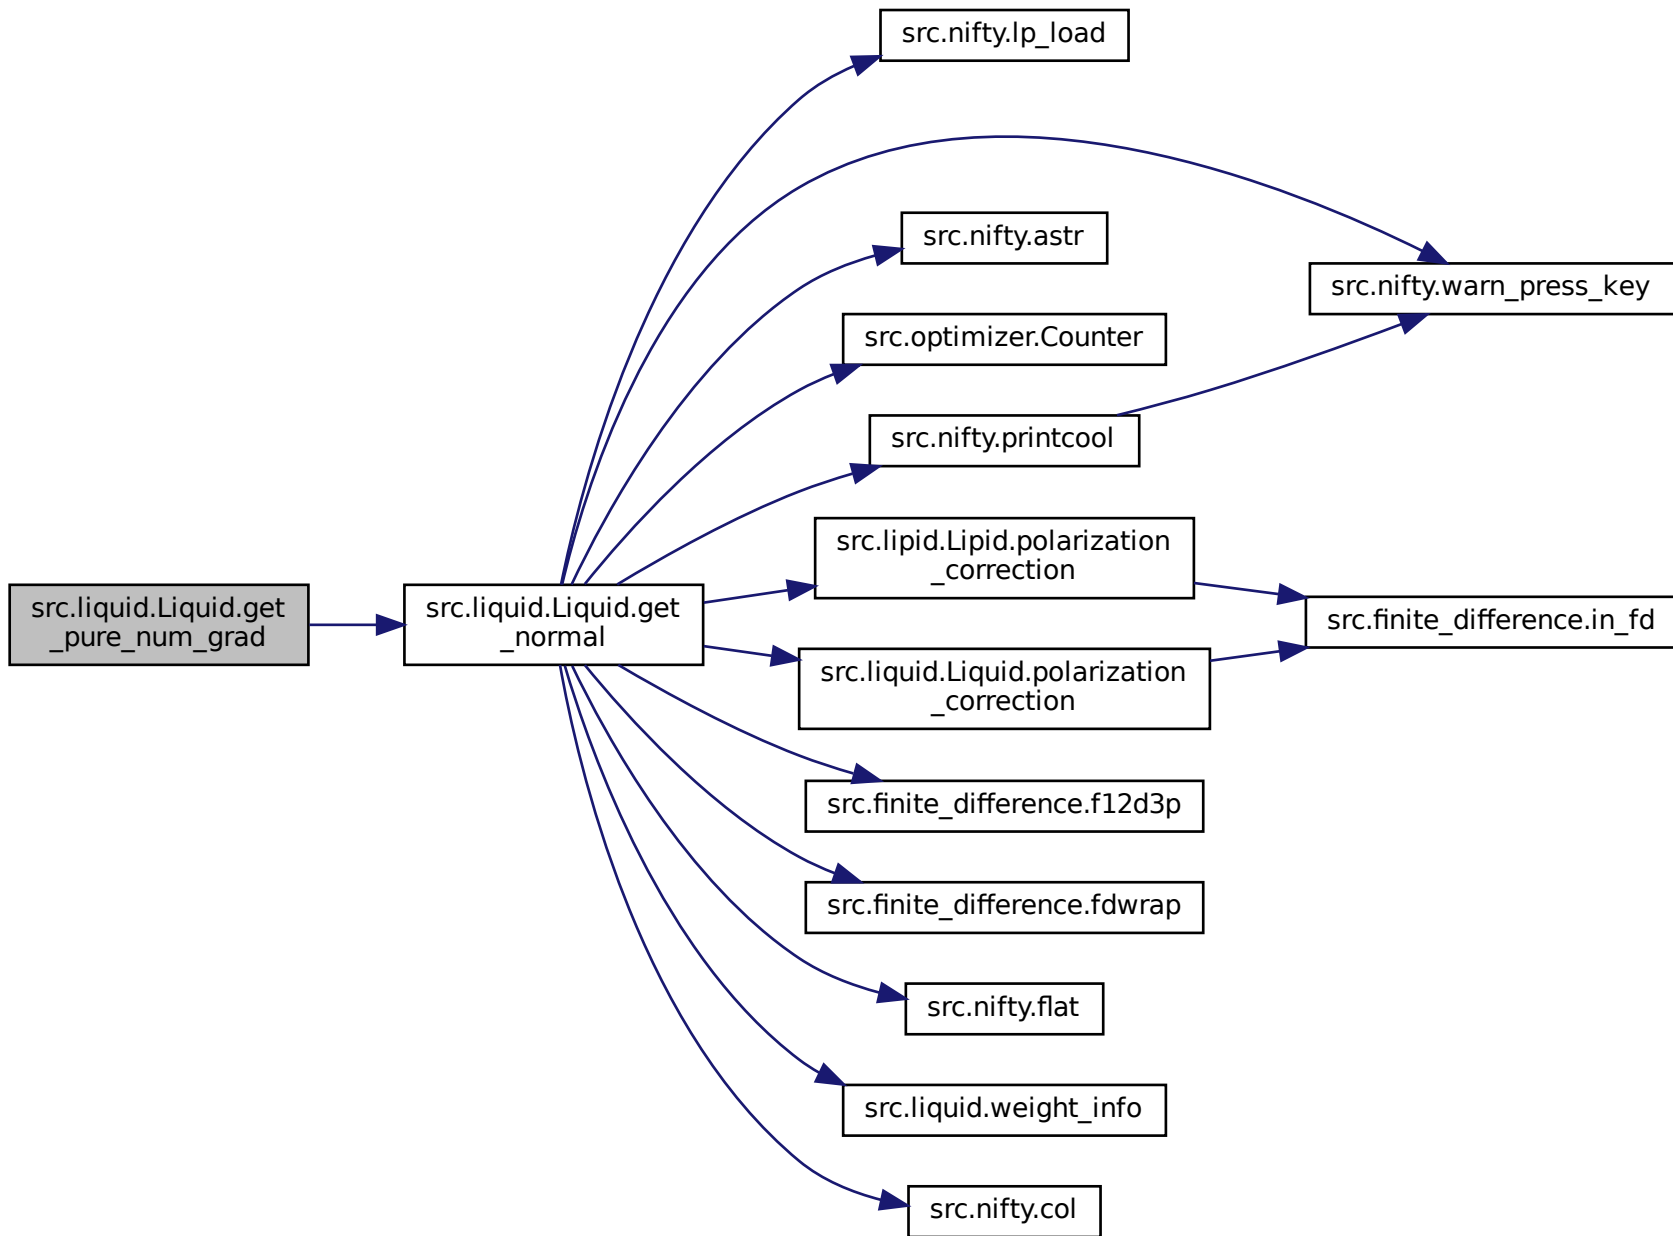 src.nifty.lp_load
src.nifty.astr
src.nifty.warn_press_key
src.optimizer.Counter
src.nifty.printcool
src.lipid.Lipid.polarization
_correction
src.liquid.Liquid.get
_pure_num_grad
src.liquid.Liquid.get
_normal
src.finite_difference.in_fd
src.liquid.Liquid.polarization
_correction
src.finite_difference.f12d3p
src.finite_difference.fdwrap
src.nifty.flat
src.liquid.weight_info
src.nifty.col